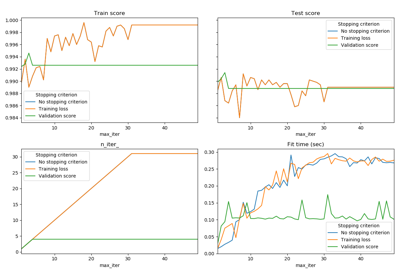 Train score
1.000
0.998
0.996
0.994
0.992
0.990
0.988
0.986
0.984
Stopping criterion
No stopping criterion
Training loss
Validation score
10 20 30 40
max_iter
Test score
Stopping criterion
No stopping criterion
Training loss
Validation score
10 20 30 40
max_iter
n_iter_
30
25
20
15
10
5
0
Stopping criterion
No stopping criterion
Training loss
Validation score
10 20 30 40
max_iter
Fit time (sec)
0.30
0.25
0.20
0.15
0.10
0.05
0.00
Stopping criterion
No stopping criterion
Training loss
Validation score
10 20 30 40
max_iter